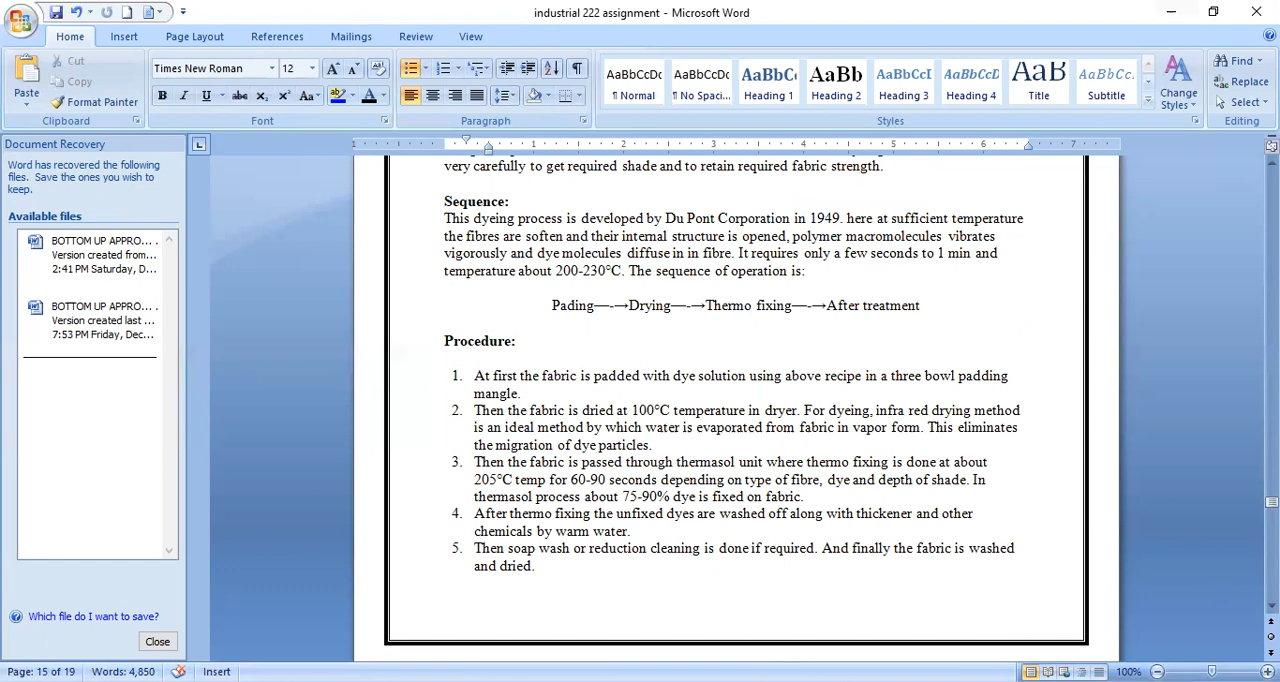 industrial 222 assignment - Microsoft Word
Home Insert Page Layout References Mailings Review View
Paste
Cut
Copy
Format Painter
Clipboard
Times New Roman 12
Font
Paragraph
AaBbCcDc AaBbCcDc AaBbC AaBb AaBbCcI AaBbCcD AaB AaBbCc.
¶ Normal ¶ No Spaci... Heading 1 Heading 2 Heading 3 Heading 4 Title Subtitle
Change Styles
Styles
Find
Replace
Select
Editing
Document Recovery
Word has recovered the following
files. Save the ones you wish to
keep.
Available files
BOTTOM UP APPRO... .
Version created from...
2:41 PM Saturday, D...
BOTTOM UP APPRO... .
Version created last ...
7:53 PM Friday, Dec...
Which file do I want to save?
Close
1 1 2 3 4 5 6 7
very carefully to get required shade and to retain required fabric strength.
Sequence:
This dyeing process is developed by Du Pont Corporation in 1949. here at sufficient temperature
the fibres are soften and their internal structure is opened, polymer macromolecules vibrates
vigorously and dye molecules diffuse in in fibre. It requires only a few seconds to 1 min and
temperature about 200-230°C. The sequence of operation is:
Pading—-→Drying—-→Thermo fixing—-→After treatment
Procedure:
1. At first the fabric is padded with dye solution using above recipe in a three bowl padding
mangle.
2. Then the fabric is dried at 100°C temperature in dryer. For dyeing, infra red drying method
is an ideal method by which water is evaporated from fabric in vapor form. This eliminates
the migration of dye particles.
3. Then the fabric is passed through thermasol unit where thermo fixing is done at about
205°C temp for 60-90 seconds depending on type of fibre, dye and depth of shade. In
thermasol process about 75-90% dye is fixed on fabric.
4. After thermo fixing the unfixed dyes are washed off along with thickener and other
chemicals by warm water.
5. Then soap wash or reduction cleaning is done if required. And finally the fabric is washed
and dried.
Page: 15 of 19 Words: 4,850 Insert 100%